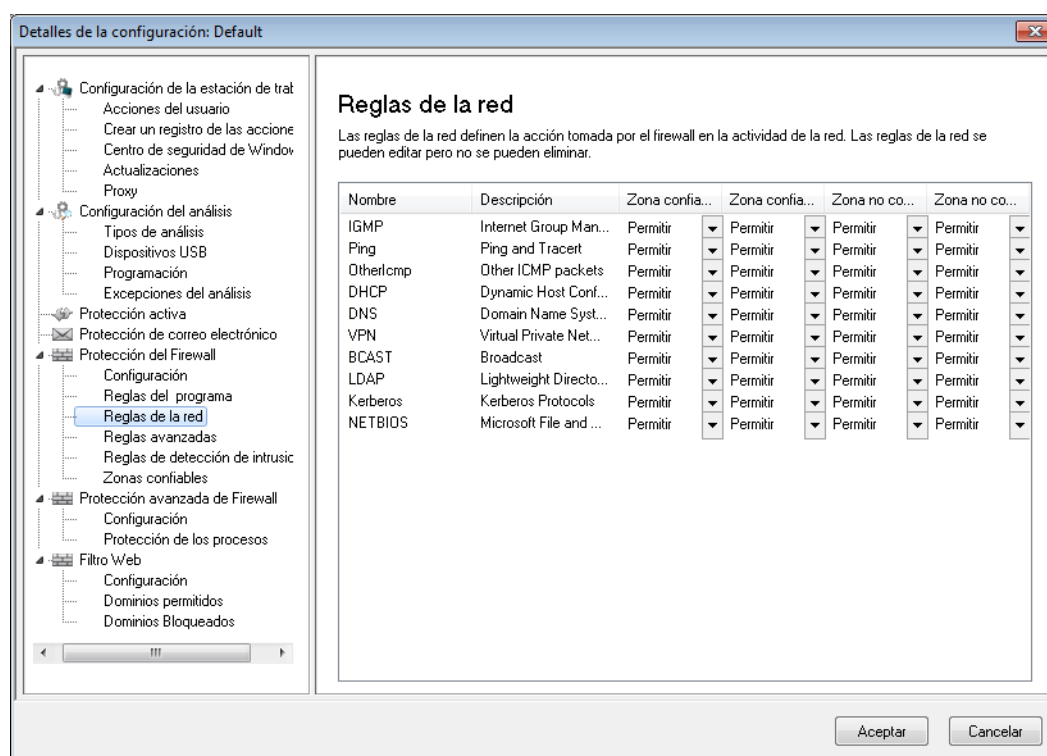 Detalles de la configuración: Default
Configuración de la estación de trat
Acciones del usuario
Crear un registro de las accione
Centro de seguridad de Window
Actualizaciones
Proxy
Configuración del análisis
Tipos de análisis
Dispositivos USB
Programación
Excepciones del análisis
Protección activa
Protección de correo electrónico
Protección del Firewall
Configuración
Reglas del programa
Reglas de la red
Reglas avanzadas
Reglas de detección de intrusic
Zonas confiables
Protección avanzada de Firewall
Configuración
Protección de los procesos
Filtro Web
Configuración
Dominios permitidos
Dominios Bloqueados
Reglas de la red
Las reglas de la red definen la acción tomada por el firewall en la actividad de la red. Las reglas de la red se
pueden editar pero no se pueden eliminar.
Nombre Descripción Zona confia... Zona confia... Zona no co... Zona no co...
IGMP Internet Group Man... Permitir Permitir Permitir Permitir
Ping Ping and Tracert Permitir Permitir Permitir Permitir
OtherIcmp Other ICMP packets Permitir Permitir Permitir Permitir
DHCP Dynamic Host Conf... Permitir Permitir Permitir Permitir
DNS Domain Name Syst... Permitir Permitir Permitir Permitir
VPN Virtual Private Net... Permitir Permitir Permitir Permitir
BCAST Broadcast Permitir Permitir Permitir Permitir
LDAP Lightweight Directo... Permitir Permitir Permitir Permitir
Kerberos Kerberos Protocols Permitir Permitir Permitir Permitir
NETBIOS Microsoft File and ... Permitir Permitir Permitir Permitir
Aceptar Cancelar